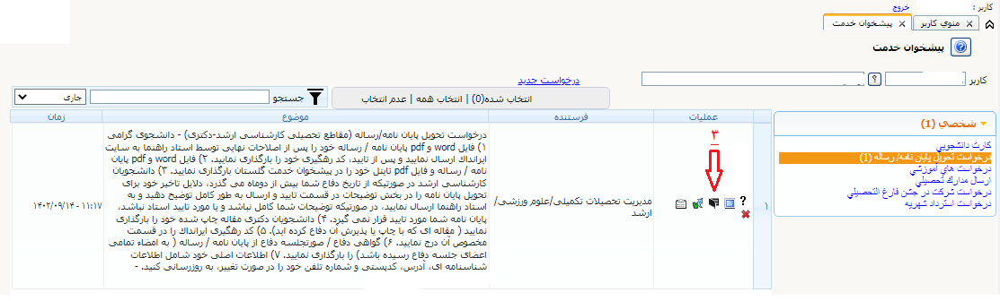 کاربر :
خروج
منوي کاربر
پیشخوان خدمت
پیشخوان خدمت
کاربر
؟
درخواست جدید
انتخاب شده(0) | انتخاب همه | عدم انتخاب
جستجو
جاری
شخصي (1)
کارت دانشجویي
درخواست تحویل پایان نامه/ رساله (1)
درخواست هاي آموزشي
ارسال مدارك تحصیلي
درخواست شرکت در جشن فارغ التحصیلي
درخواست استرداد شهریه
عملیات
فرستنده
موضوع
زمان
۳
۱
?
مدیریت تحصیلات تکمیلی/علوم ورزشی/
ارشد
درخواست تحویل پایان نامه/رساله (مقاطع تحصیلی کارشناسی ارشد-دکتری) - دانشجوی گرامی
۱) فایل word و pdf پایان نامه / رساله خود را پس از اصلاحات نهایی توسط استاد راهنما به سایت
ایرانداك ارسال نمایید و پس از تایید، کد رهگیری خود را بارگذاری نمایید. ۲) فایل word و pdf پایان
نامه / رساله و فایل pdf تایتل خود را در پیشخوان خدمت گلستان بارگذاری نمایید. ۳) دانشجویان
کارشناسی ارشد در صورتیکه از تاریخ دفاع شما بیش از دوماه می گذرد، دلایل تاخیر خود برای
تحویل پایان نامه را در بخش توضیحات در قسمت تایید و ارسال به طور کامل توضیح دهید و به
استاد راهنما ارسال نمایید، در صورتیکه توضیحات شما کامل نباشد و یا مورد تایید استاد نباشد،
پایان نامه شما مورد تایید قرار نمی گیرد. ۴) دانشجویان دکتری مقاله چاپ شده خود را بارگذاری
نمایید ( مقاله ای که با چاپ یا پذیرش آن دفاع کرده اید). ۵) کد رهگیری ایرانداك را در قسمت
مخصوص آن درج نمایید. ۶) گواهی دفاع / صورتجلسه دفاع از پایان نامه / رساله ( به امضاء تمامی
اعضای جلسه دفاع رسیده باشد) را بارگذاری نمایید. ۷) اطلاعات اصلی خود شامل اطلاعات
شناسنامه ای، آدرس، کدپستی و شماره تلفن خود را در صورت تغییر، به روزرسانی کنید. -
۱۴۰۲/۰۹/۱۴ - ۱۱:۱۷